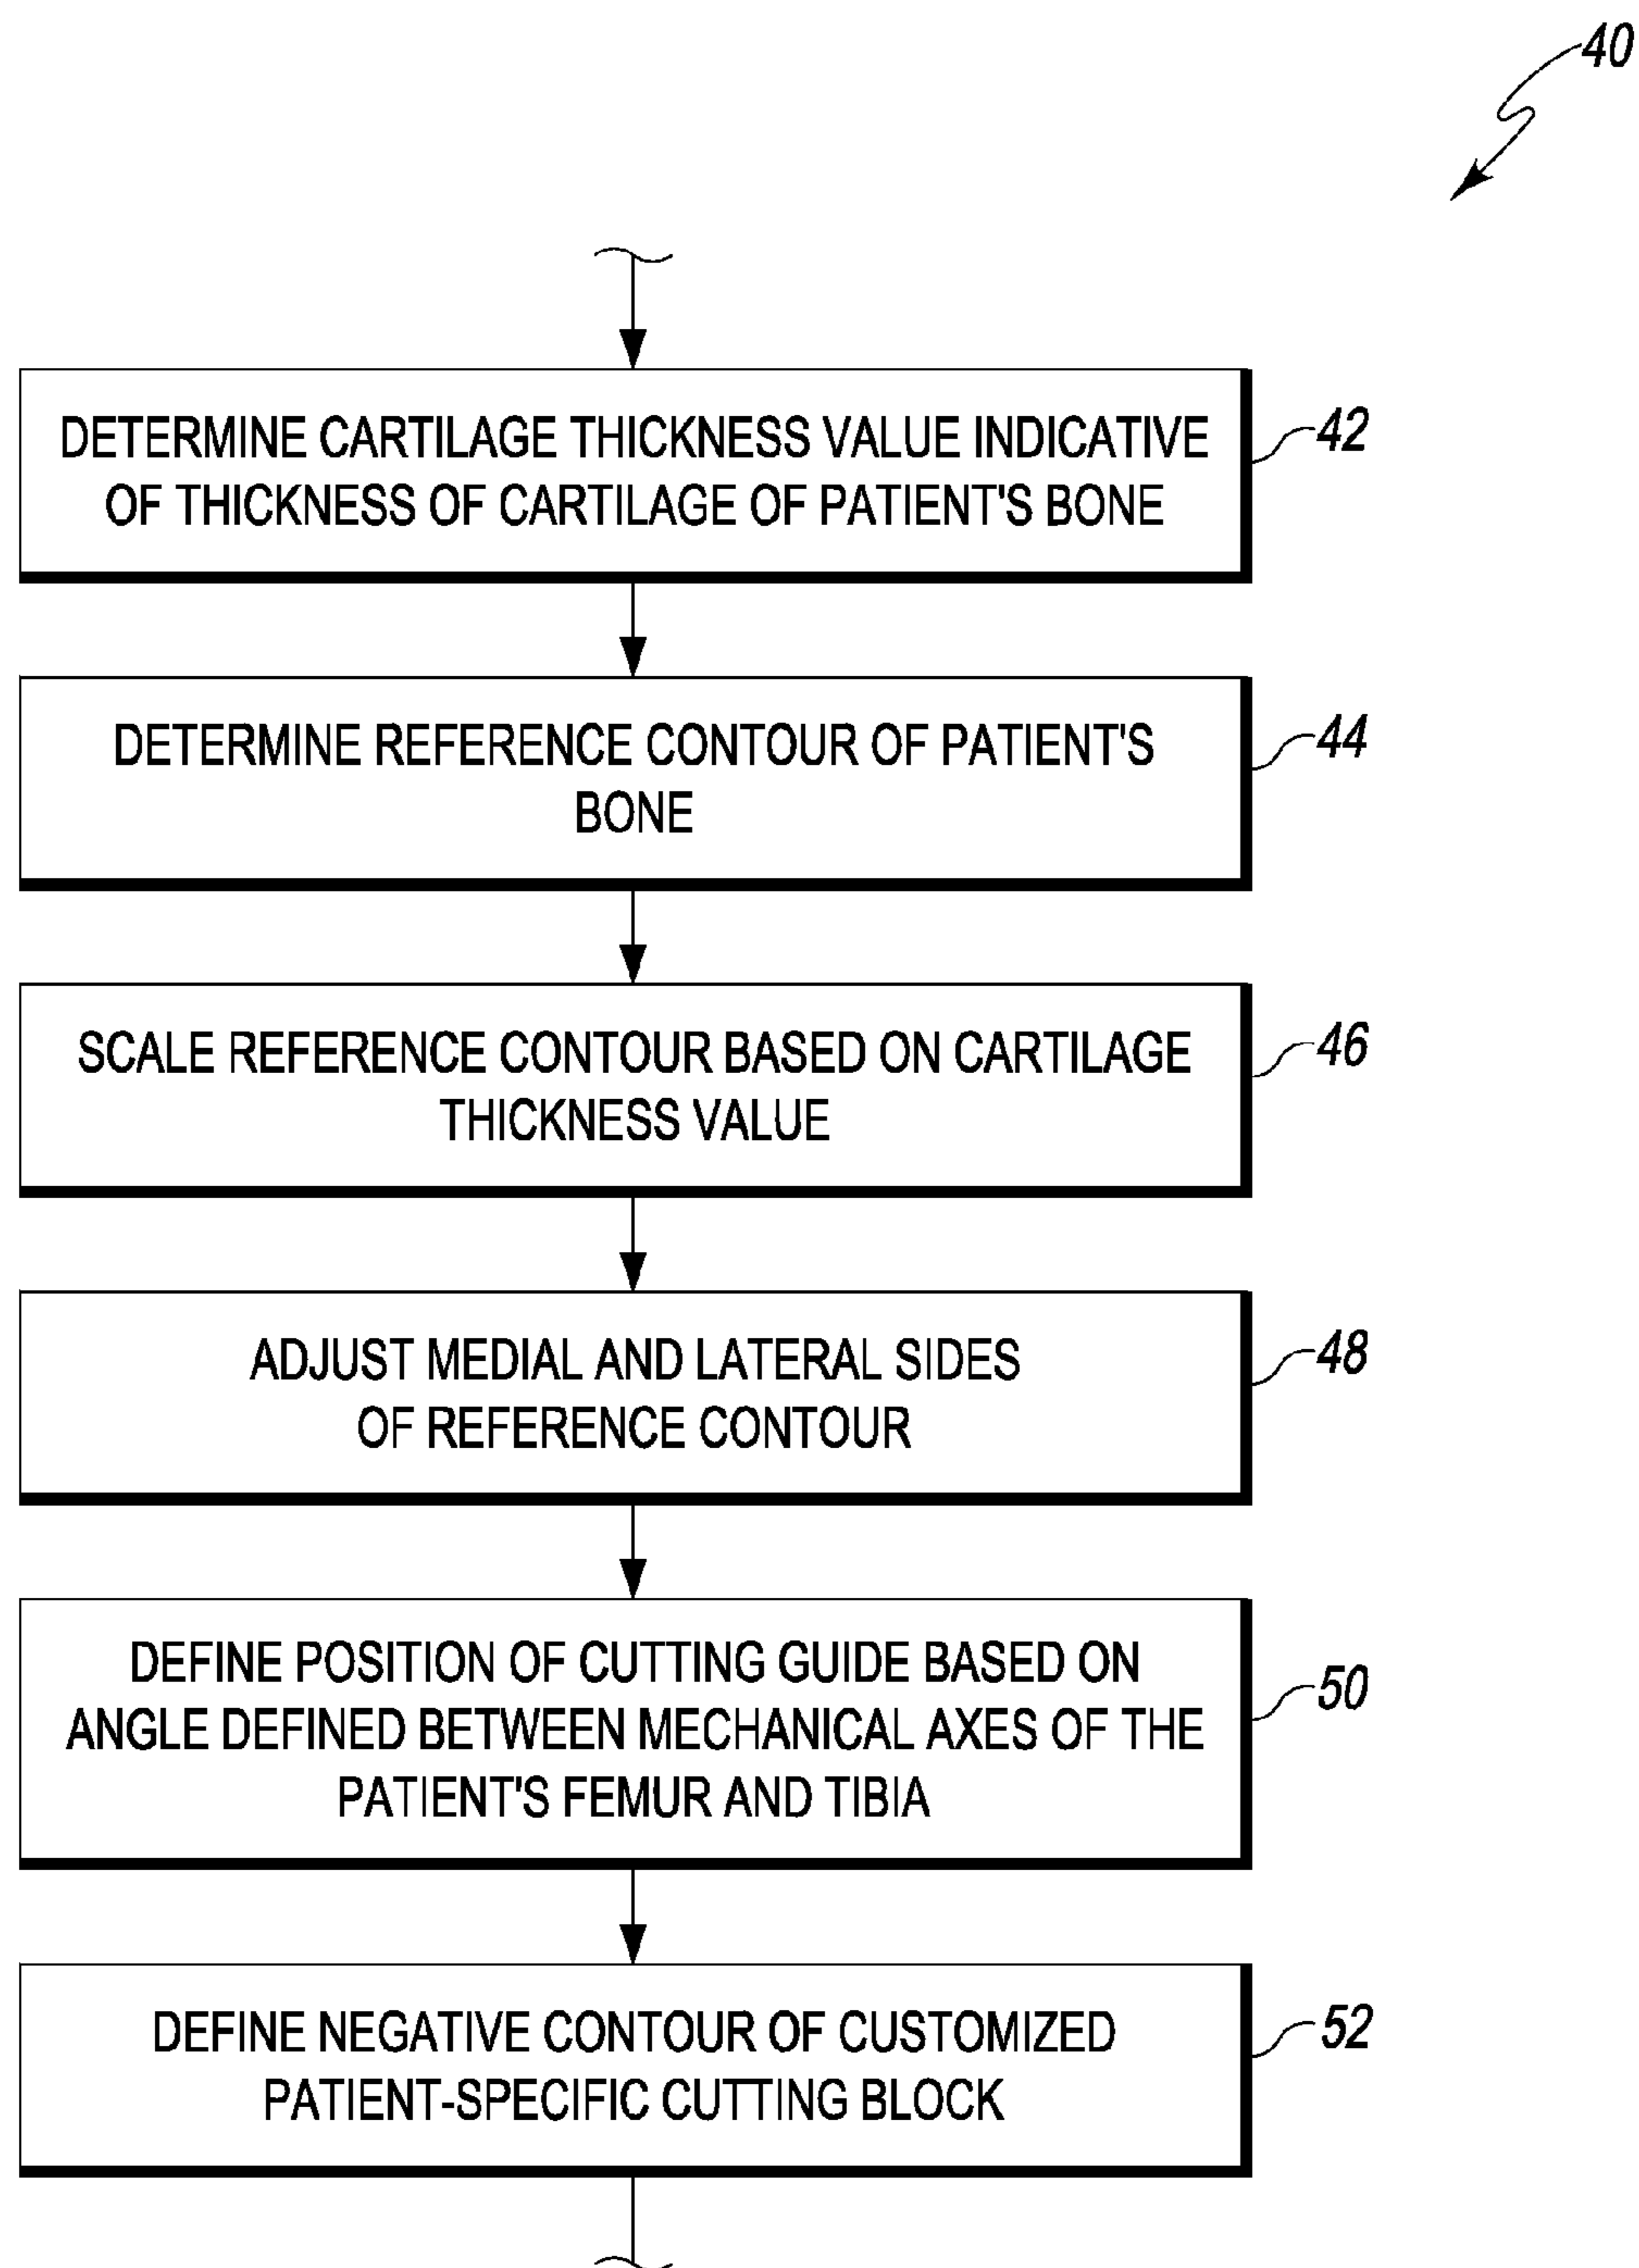 40
DETERMINE CARTILAGE THICKNESS VALUE INDICATIVE
OF THICKNESS OF CARTILAGE OF PATIENT'S BONE
42
DETERMINE REFERENCE CONTOUR OF PATIENT'S
BONE
44
SCALE REFERENCE CONTOUR BASED ON CARTILAGE
THICKNESS VALUE
46
ADJUST MEDIAL AND LATERAL SIDES
OF REFERENCE CONTOUR
48
DEFINE POSITION OF CUTTING GUIDE BASED ON
ANGLE DEFINED BETWEEN MECHANICAL AXES OF THE
PATIENT'S FEMUR AND TIBIA
50
DEFINE NEGATIVE CONTOUR OF CUSTOMIZED
PATIENT-SPECIFIC CUTTING BLOCK
52